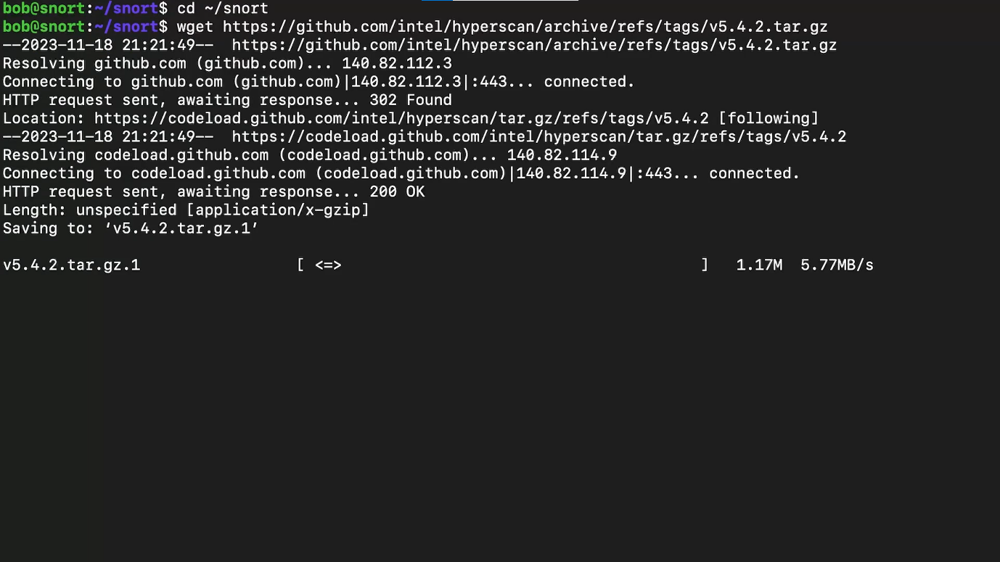 bob@snort:~/snort$ cd ~/snort
bob@snort:~/snort$ wget https://github.com/intel/hyperscan/archive/refs/tags/v5.4.2.tar.gz
--2023-11-18 21:21:49--  https://github.com/intel/hyperscan/archive/refs/tags/v5.4.2.tar.gz
Resolving github.com (github.com)... 140.82.112.3
Connecting to github.com (github.com)|140.82.112.3|:443... connected.
HTTP request sent, awaiting response... 302 Found
Location: https://codeload.github.com/intel/hyperscan/tar.gz/refs/tags/v5.4.2 [following]
--2023-11-18 21:21:49--  https://codeload.github.com/intel/hyperscan/tar.gz/refs/tags/v5.4.2
Resolving codeload.github.com (codeload.github.com)... 140.82.114.9
Connecting to codeload.github.com (codeload.github.com)|140.82.114.9|:443... connected.
HTTP request sent, awaiting response... 200 OK
Length: unspecified [application/x-gzip]
Saving to: ‘v5.4.2.tar.gz.1’
v5.4.2.tar.gz.1                 [ <=>                                       ]   1.17M  5.77MB/s